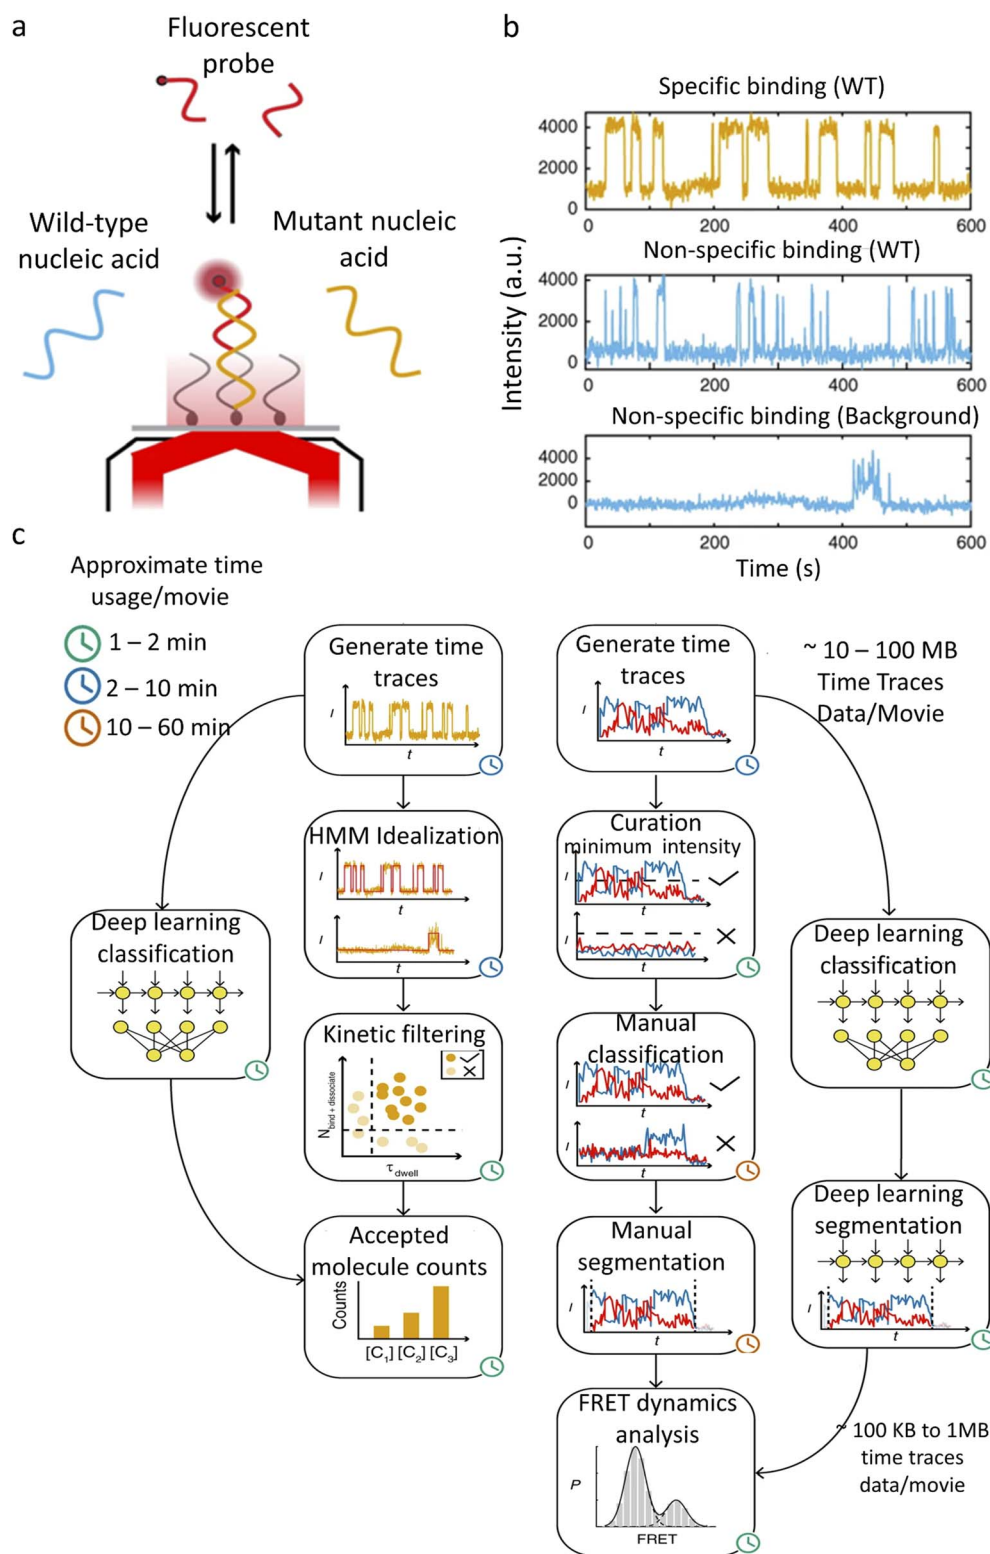 a
Fluorescent
probe
Wild-type
nucleic acid
Mutant nucleic
acid
b
Specific binding (WT)
4000
2000
0
0
200
400
600
Non-specific binding (WT)
4000
2000
0
0
200
400
600
Non-specific binding (Background)
4000
2000
0
0
200
400
600
Intensity (a.u.)
Time (s)
c
Approximate time
usage/movie
1 – 2 min
2 – 10 min
10 – 60 min
Generate time
traces
I
t
HMM Idealization
I
t
I
t
Deep learning
classification
Kinetic filtering
N bind + dissociate
τ dwell
Accepted
molecule counts
Counts
[C1] [C2] [C3]
Generate time
traces
I
t
~ 10 – 100 MB
Time Traces
Data/Movie
Curation
minimum intensity
I
t
I
t
Manual
classification
I
t
I
t
Manual
segmentation
I
t
FRET dynamics
analysis
P
FRET
Deep learning
classification
Deep learning
segmentation
I
t
~ 100 KB to 1MB
time traces
data/movie